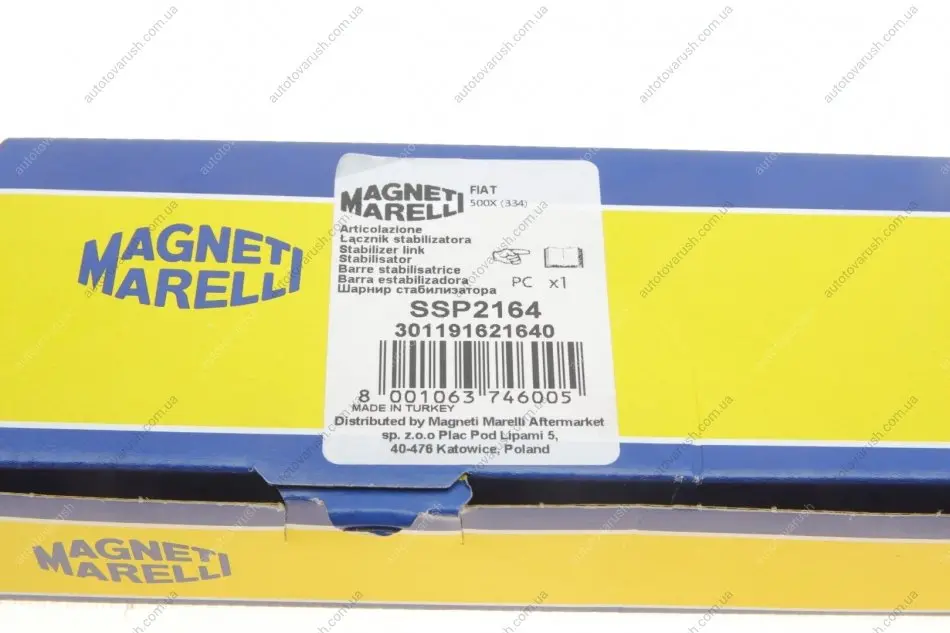 MAGNETI
MARELLI
MAGNETI
MARELLI
FIAT
500X (334)
Articolazione
Łącznik stabilizatora
Stabilizer link
Stabilisator
Barre stabilisatrice
Barra estabilizadora
Шарнир стабилизатора
PC x1
SSP2164
301191621640
8 001063 746005
MADE IN TURKEY
Distributed by Magneti Marelli Aftermarket
sp. z.o.o Plac Pod Lipami 5,
40-476 Katowice, Poland
MAGNETI
MARELLI
autotovarush.com.ua